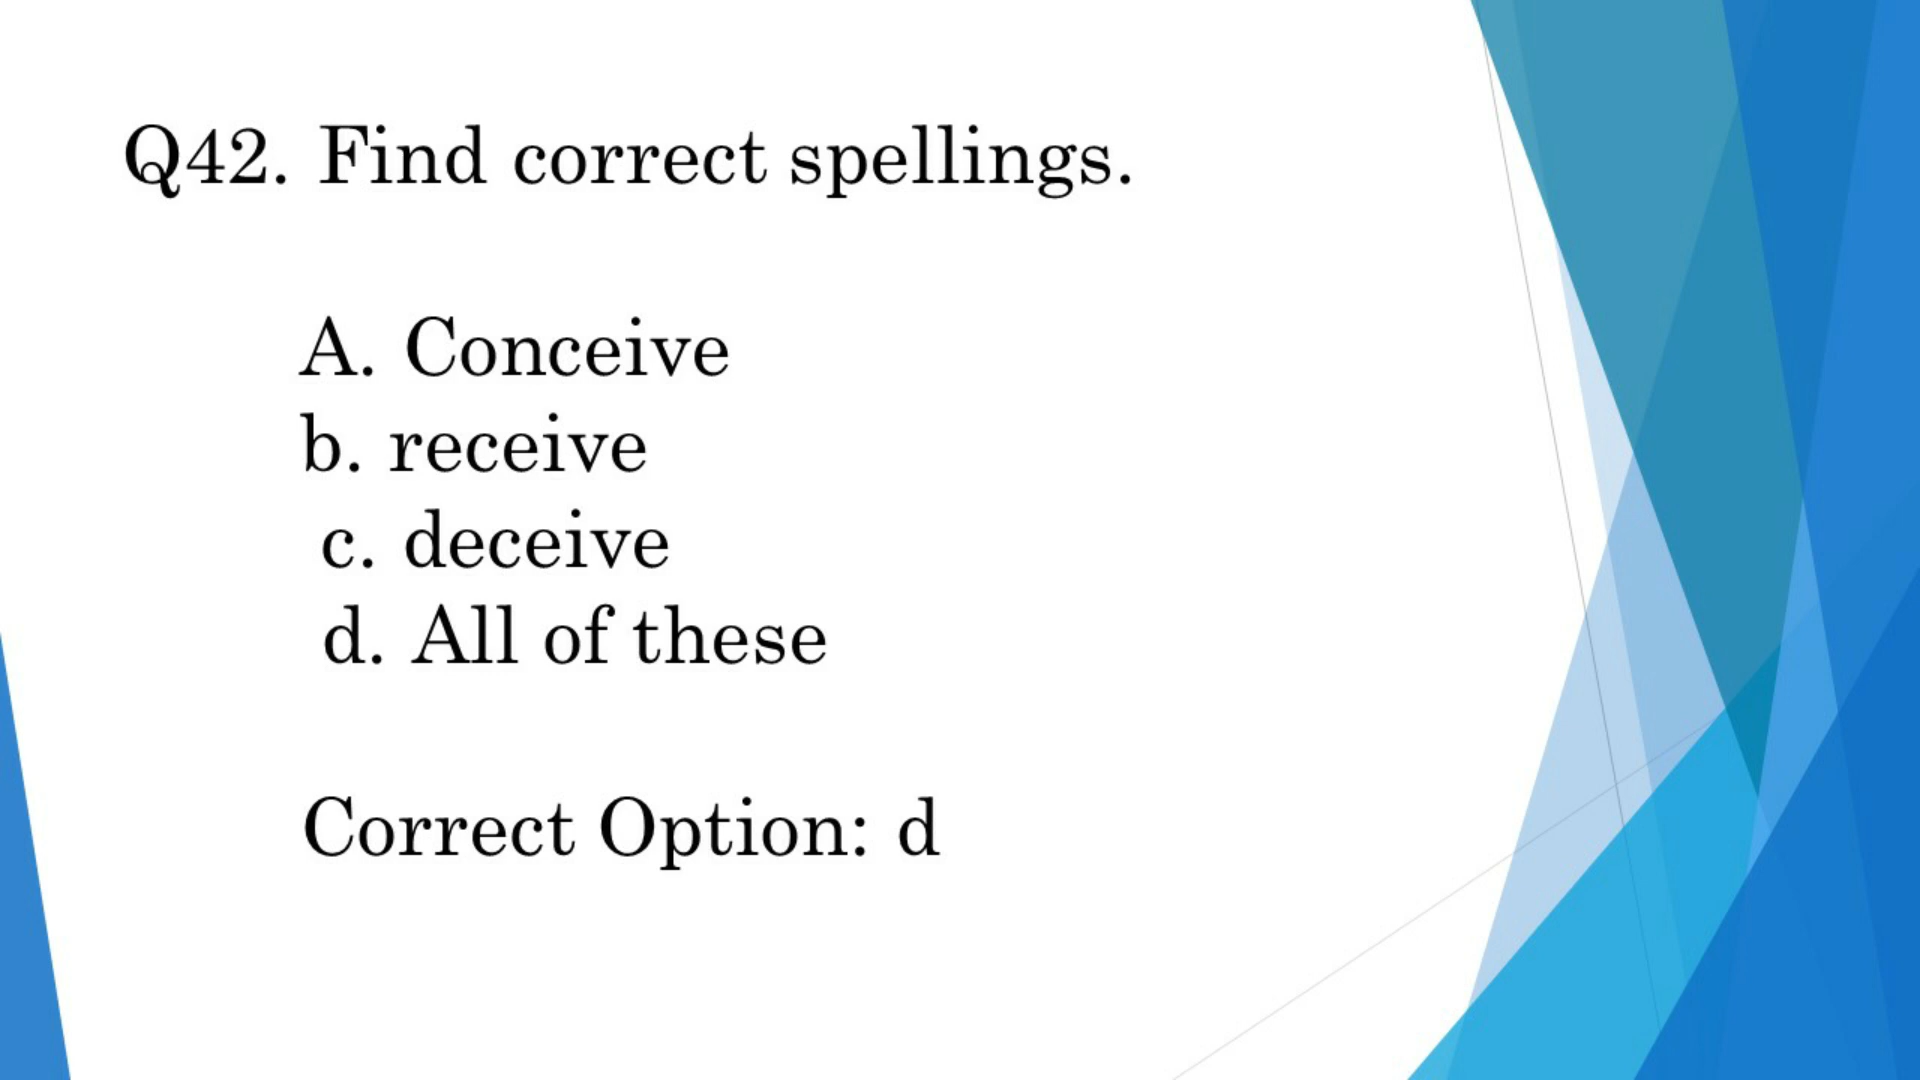 Q42. Find correct spellings.
A. Conceive
b. receive
c. deceive
d. All of these
Correct Option: d